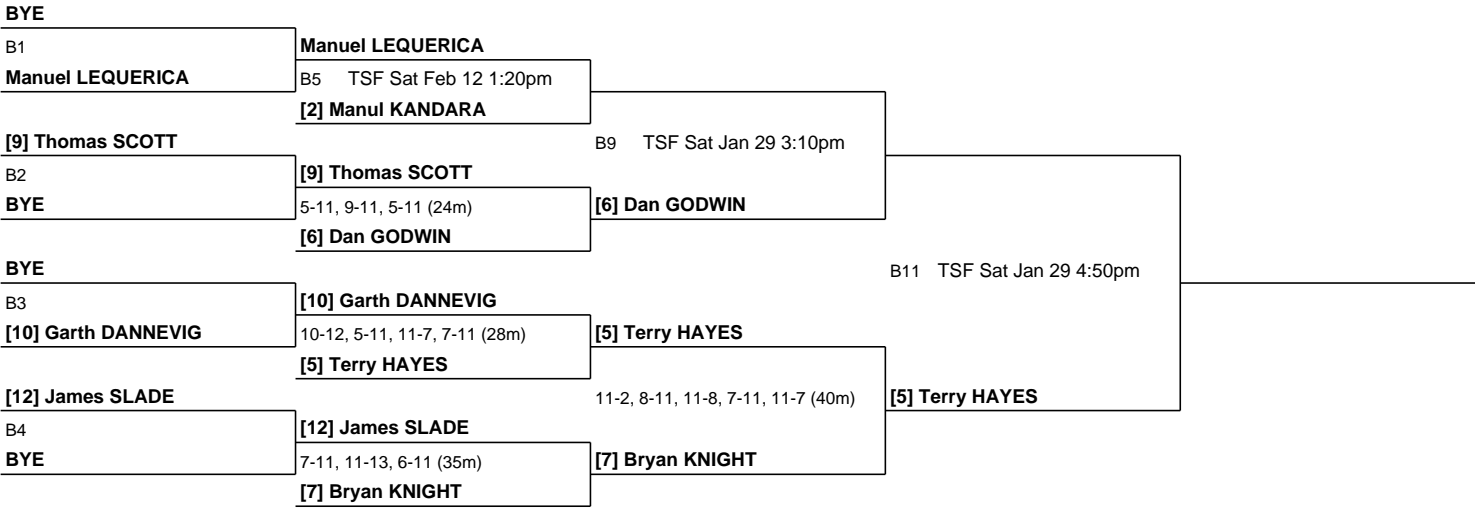 BYE
B1
Manuel LEQUERICA
Manuel LEQUERICA
B5 TSF Sat Feb 12 1:20pm
[2] Manul KANDARA
[9] Thomas SCOTT
B2
BYE
[9] Thomas SCOTT
5-11, 9-11, 5-11 (24m)
[6] Dan GODWIN
B9 TSF Sat Jan 29 3:10pm
[6] Dan GODWIN
BYE
B3
[10] Garth DANNEVIG
[10] Garth DANNEVIG
10-12, 5-11, 11-7, 7-11 (28m)
[5] Terry HAYES
[5] Terry HAYES
[12] James SLADE
B4
BYE
[12] James SLADE
7-11, 11-13, 6-11 (35m)
[7] Bryan KNIGHT
11-2, 8-11, 11-8, 7-11, 11-7 (40m)
[7] Bryan KNIGHT
B11 TSF Sat Jan 29 4:50pm
[5] Terry HAYES